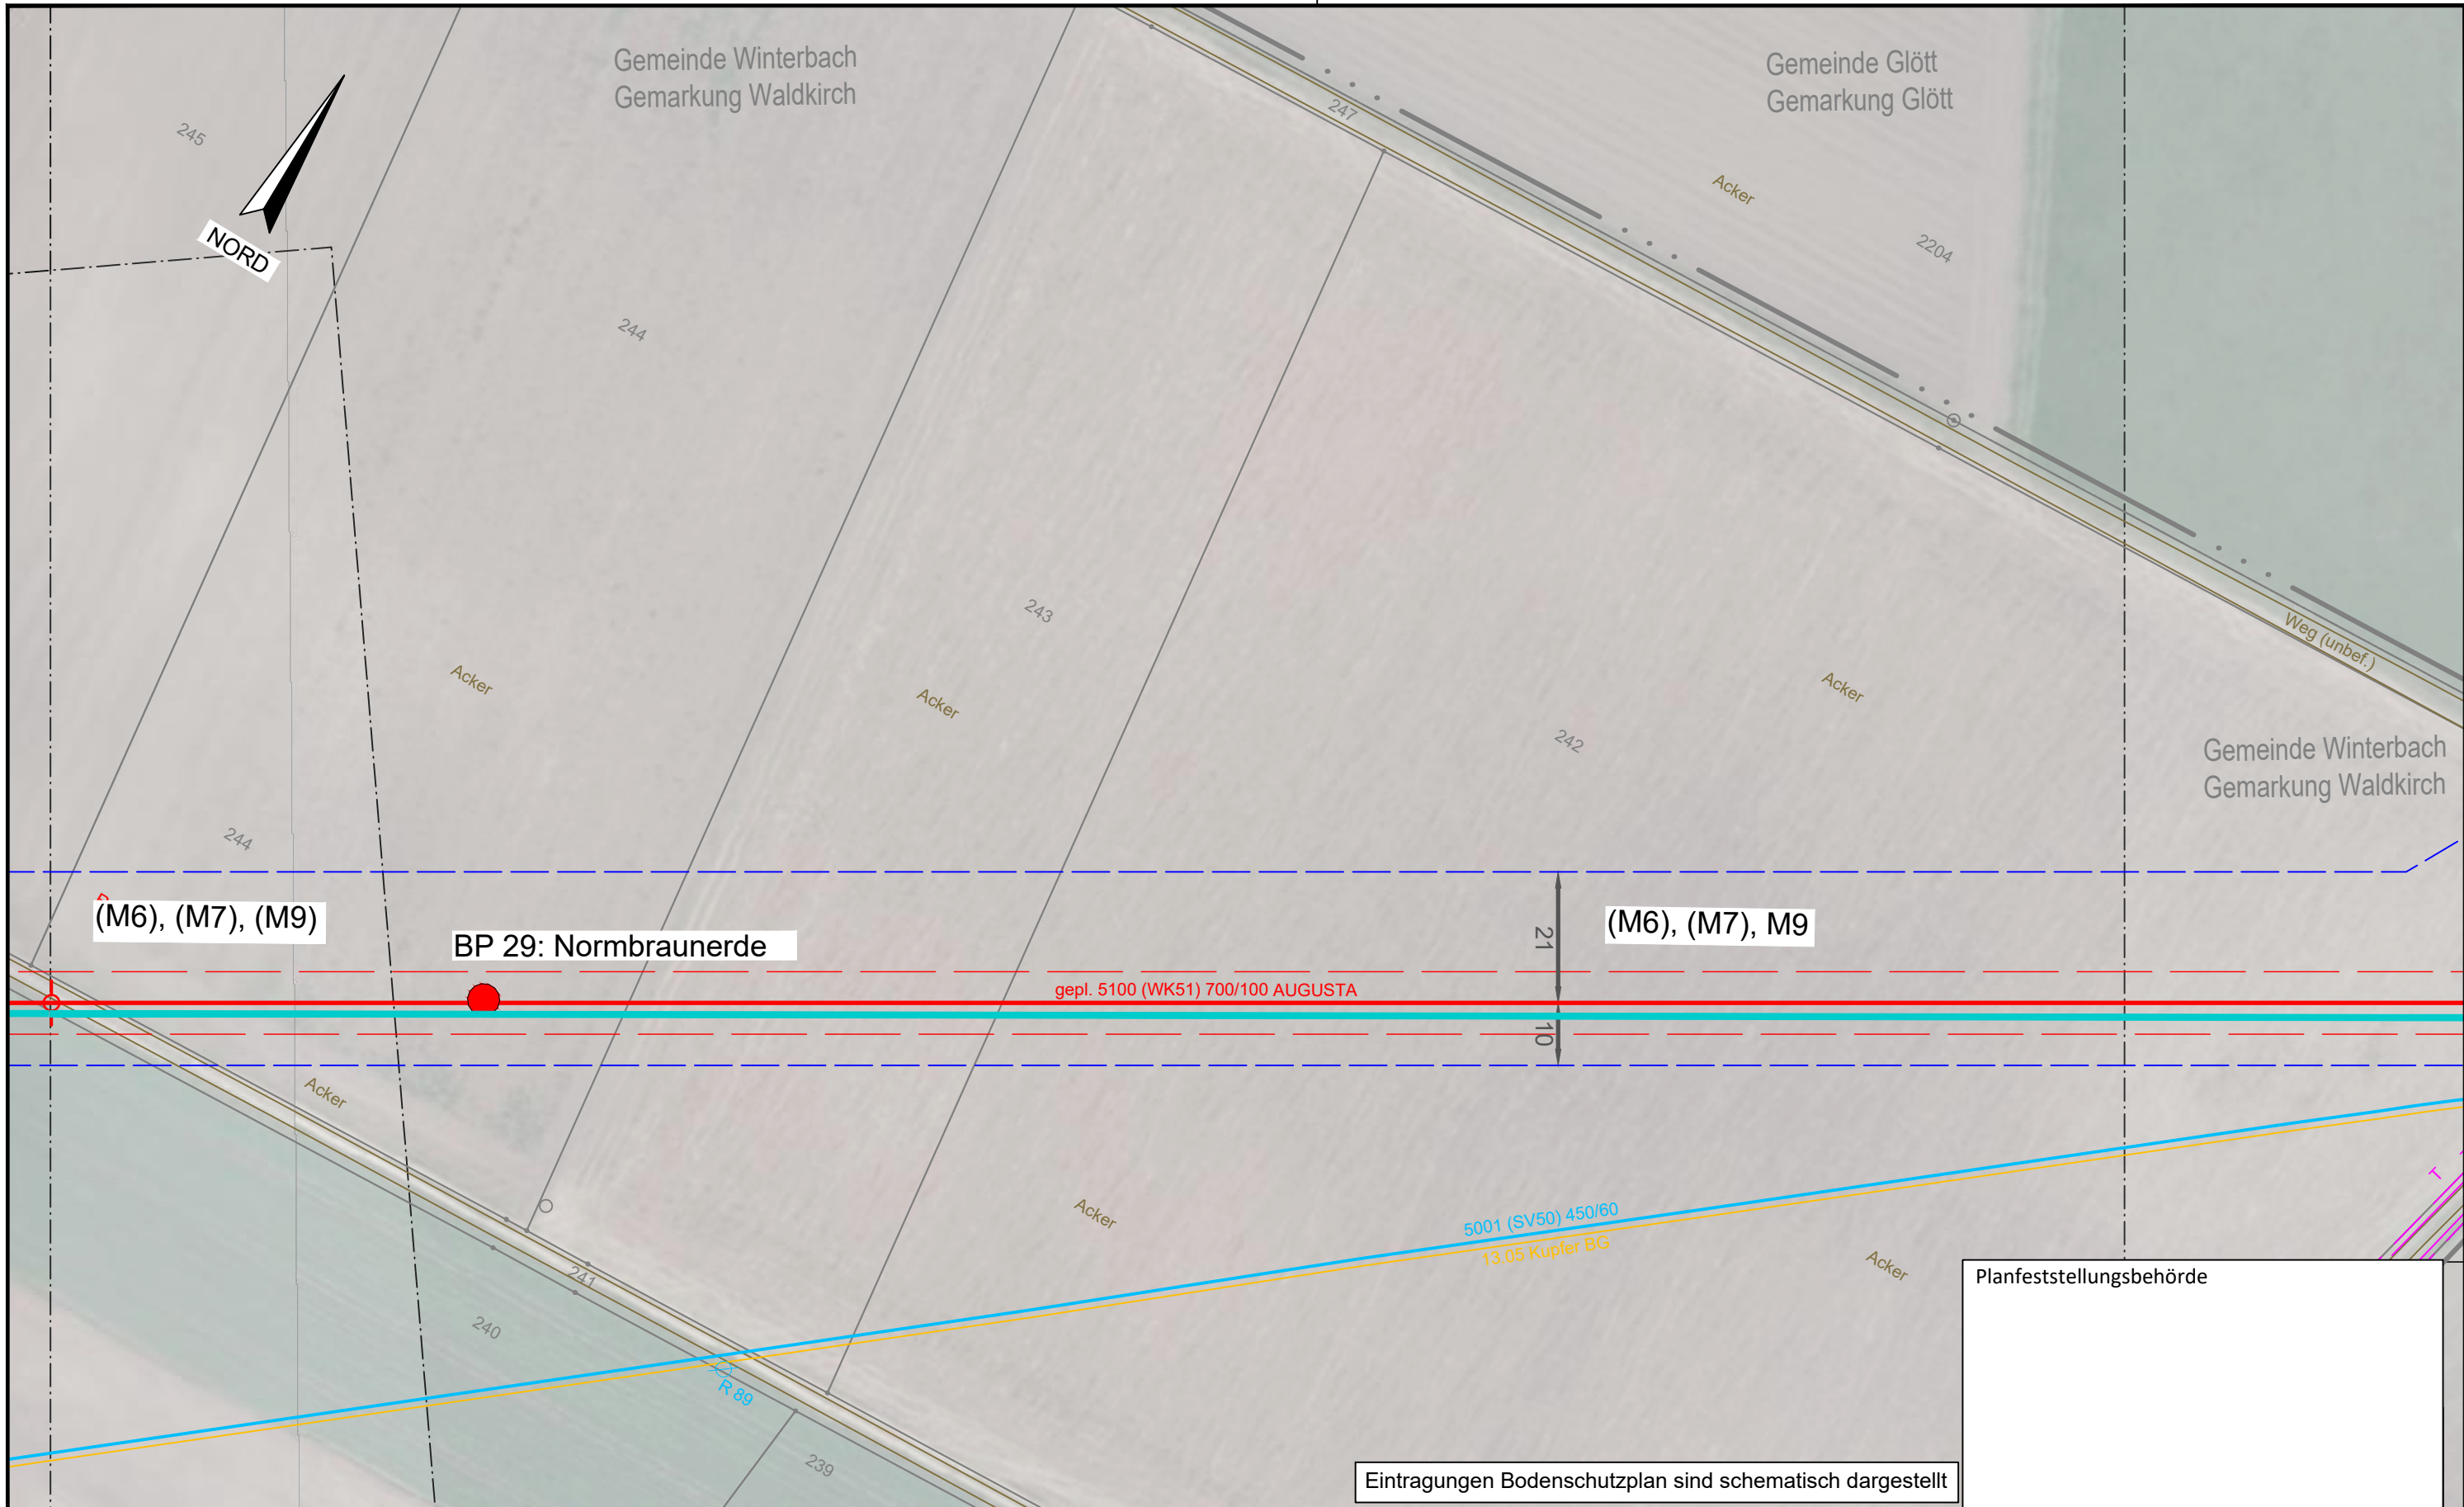 Gemeinde Winterbach
Gemarkung Waldkirch
Gemeinde Glött
Gemarkung Glött
245
247
NORD
Acker
2204
244
243
Weg (unbef.)
Acker
Acker
Acker
242
Gemeinde Winterbach
Gemarkung Waldkirch
244
(M6), (M7), (M9)
BP 29: Normbraunerde
21
(M6), (M7), M9
gepl. 5100 (WK51) 700/100 AUGUSTA
10
Acker
Acker
5001 (SV50) 450/60
13.05 Kupfer BG
T
Acker
241
240
R 89
239
Planfeststellungsbehörde
Eintragungen Bodenschutzplan sind schematisch dargestellt